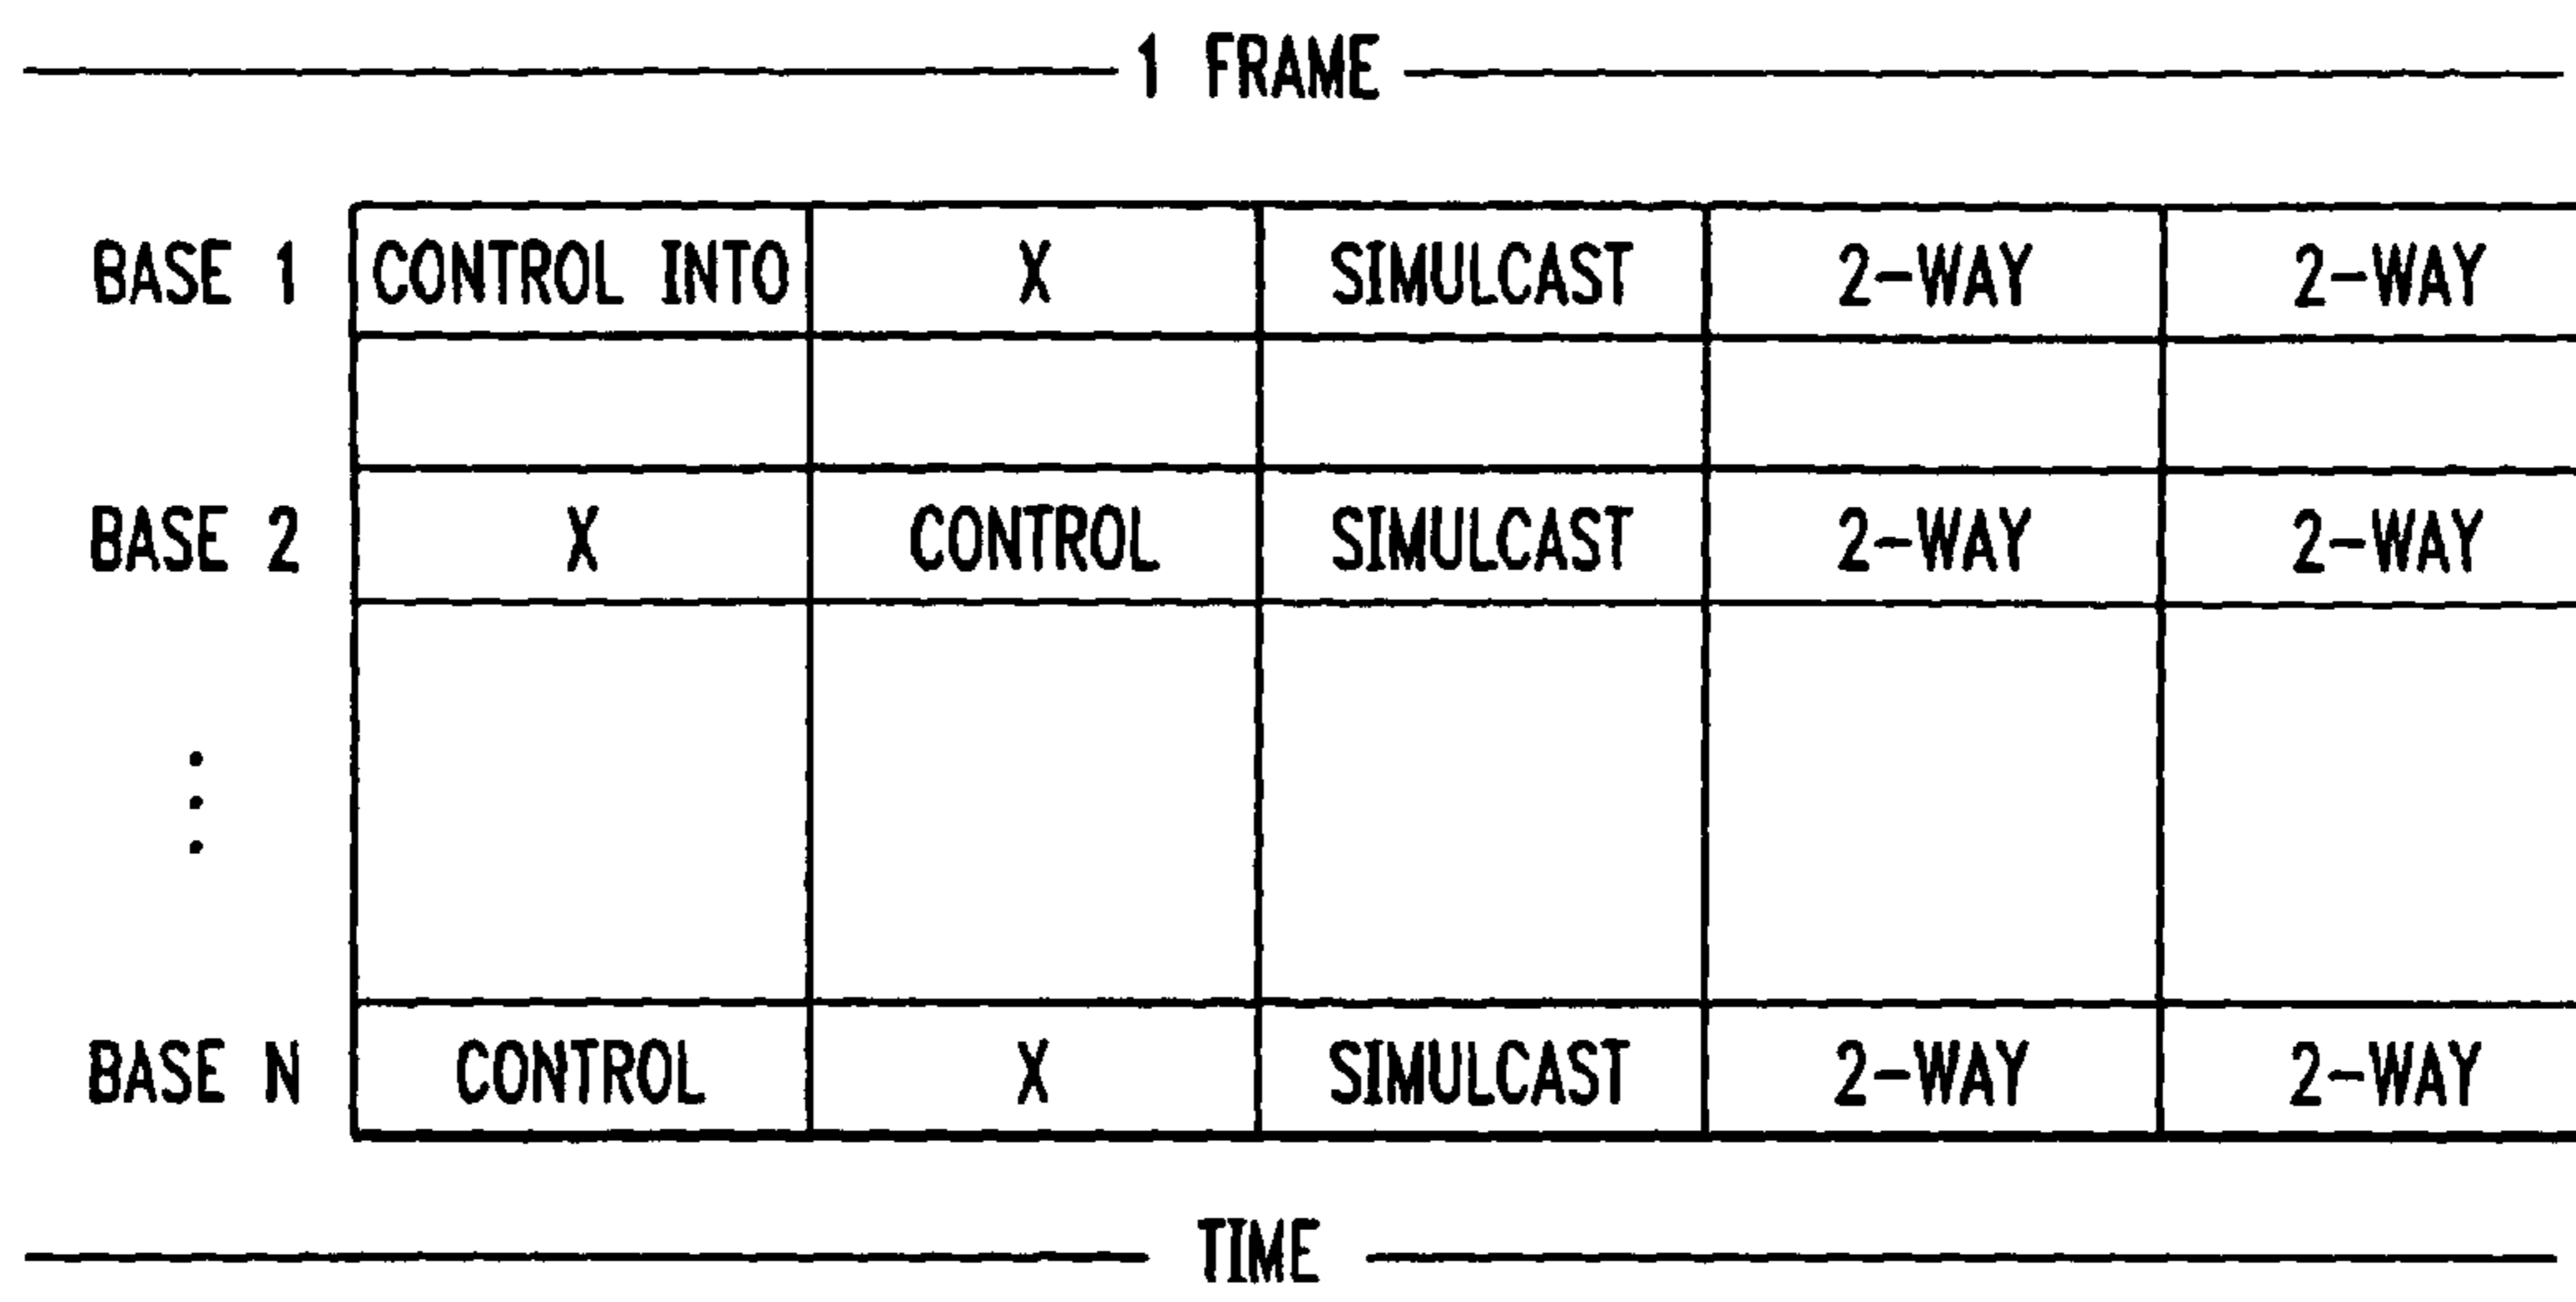 1 FRAME
BASE 1 CONTROL INTO X SIMULCAST 2-WAY 2-WAY
BASE 2 X CONTROL SIMULCAST 2-WAY 2-WAY
BASE N CONTROL X SIMULCAST 2-WAY 2-WAY
TIME